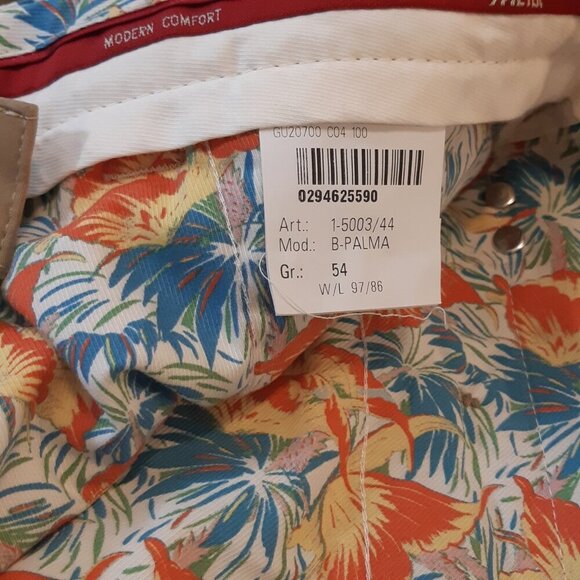 MODERN COMFORT
GU20700 C04 100
0294625590
Art.: 1-5003/44
Mod.: B-PALMA
Gr.: 54
W/L 97/86